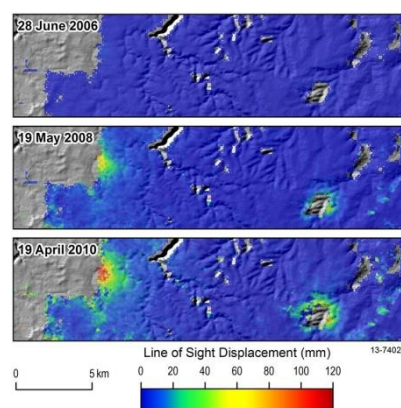 28 June 2006
19 May 2008
19 April 2010
13-7402
Line of Sight Displacement (mm)
0 5 km
0 20 40 60 80 100 120